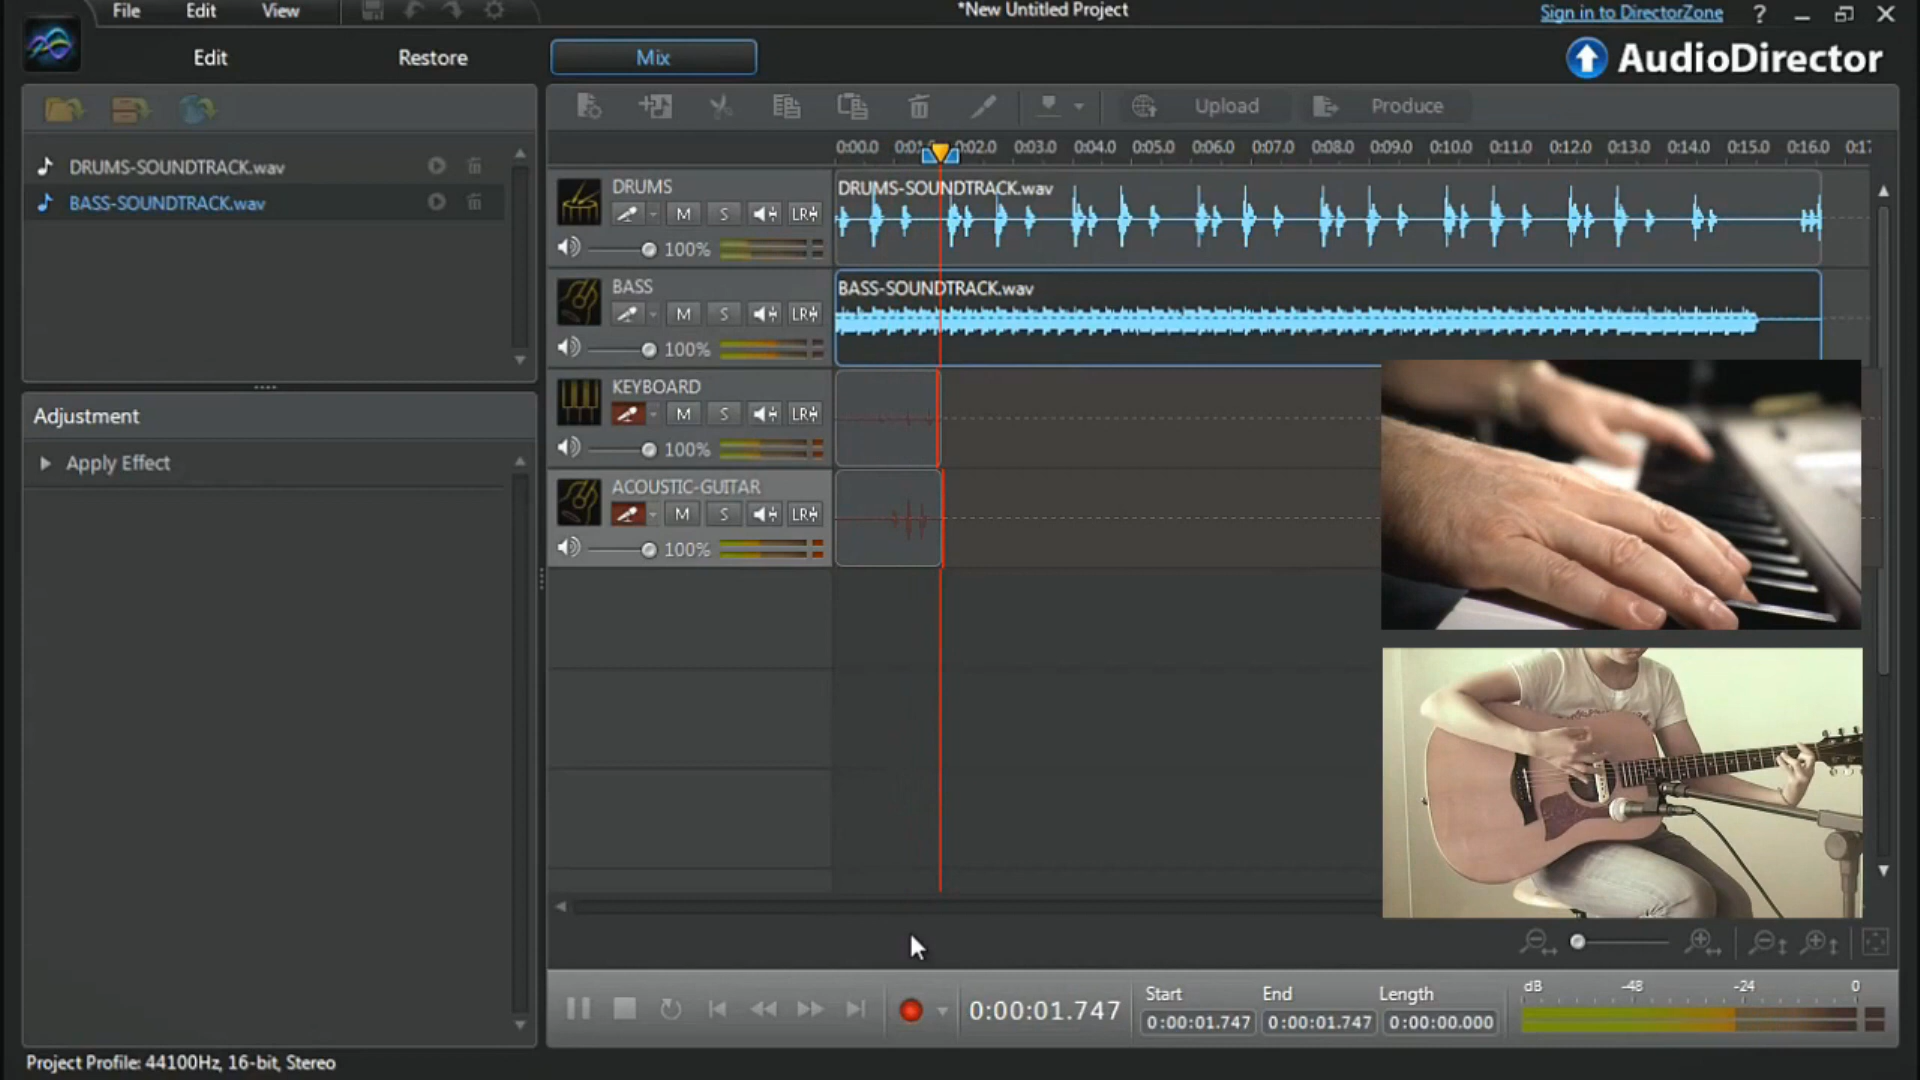 File Edit View
*New Untitled Project
Sign in to DirectorZone ?
Edit Restore Mix
AudioDirector
Upload Produce
DRUMS-SOUNDTRACK.wav
BASS-SOUNDTRACK.wav
0:00.0 0:02.0 0:03.0 0:04.0 0:05.0 0:06.0 0:07.0 0:08.0 0:09.0 0:10.0 0:11.0 0:12.0 0:13.0 0:14.0 0:15.0 0:16.0
DRUMS
M S LR
100%
DRUMS-SOUNDTRACK.wav
BASS
M S LR
100%
BASS-SOUNDTRACK.wav
KEYBOARD
M S LR
100%
ACOUSTIC-GUITAR
M S LR
100%
Adjustment
Apply Effect
0:00:01.747
Start End Length
0:00:01.747 0:00:01.747 0:00:00.000
dB -48 -24 0
Project Profile: 44100Hz, 16-bit, Stereo